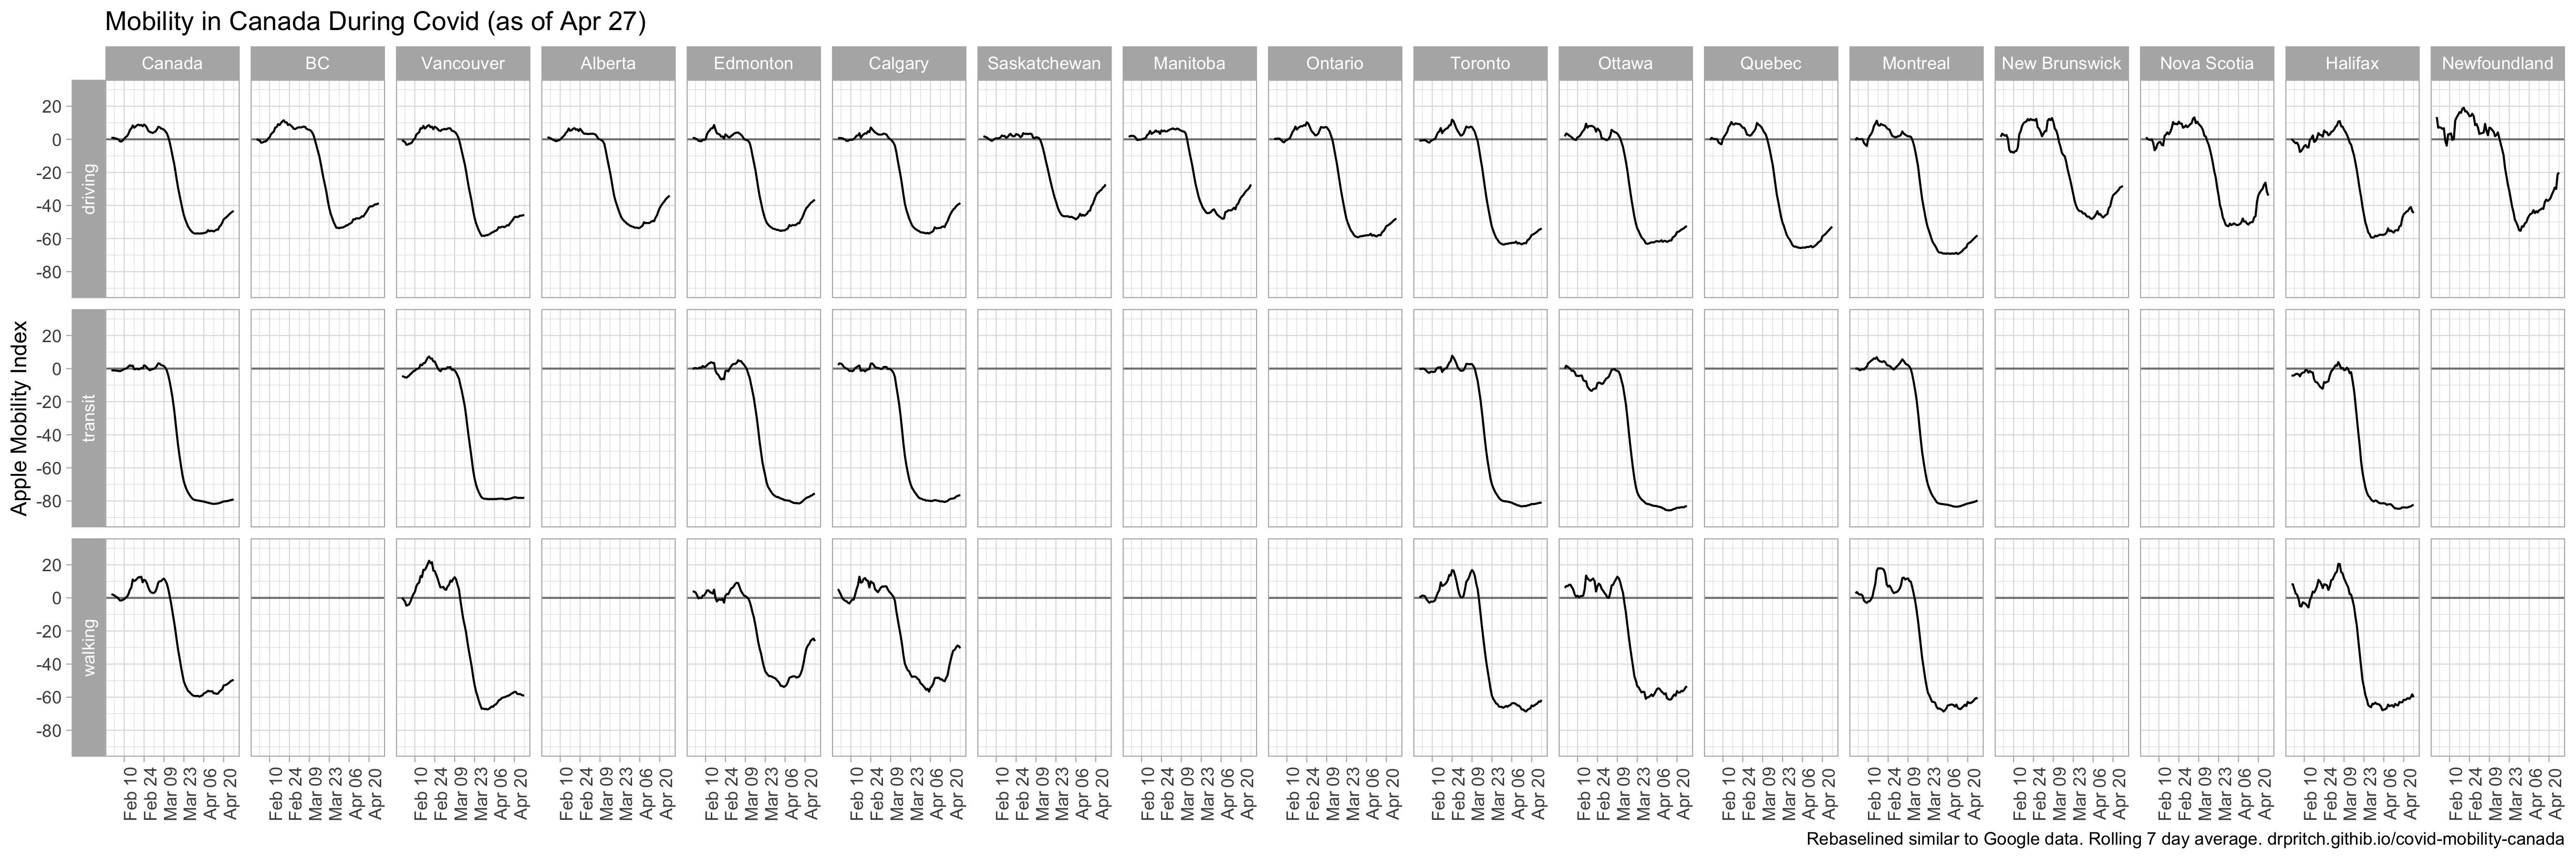 Mobility in Canada During Covid (as of Apr 27)
Canada BC Vancouver Alberta Edmonton Calgary Saskatchewan Manitoba Ontario Toronto Ottawa Quebec Montreal New Brunswick Nova Scotia Halifax Newfoundland
Apple Mobility Index
driving
20
0
-20
-40
-60
-80
transit
20
0
-20
-40
-60
-80
walking
20
0
-20
-40
-60
-80
Feb 10 Feb 24 Mar 09 Mar 23 Apr 06 Apr 20 Feb 10 Feb 24 Mar 09 Mar 23 Apr 06 Apr 20 Feb 10 Feb 24 Mar 09 Mar 23 Apr 06 Apr 20 Feb 10 Feb 24 Mar 09 Mar 23 Apr 06 Apr 20 Feb 10 Feb 24 Mar 09 Mar 23 Apr 06 Apr 20 Feb 10 Feb 24 Mar 09 Mar 23 Apr 06 Apr 20 Feb 10 Feb 24 Mar 09 Mar 23 Apr 06 Apr 20 Feb 10 Feb 24 Mar 09 Mar 23 Apr 06 Apr 20 Feb 10 Feb 24 Mar 09 Mar 23 Apr 06 Apr 20 Feb 10 Feb 24 Mar 09 Mar 23 Apr 06 Apr 20 Feb 10 Feb 24 Mar 09 Mar 23 Apr 06 Apr 20 Feb 10 Feb 24 Mar 09 Mar 23 Apr 06 Apr 20 Feb 10 Feb 24 Mar 09 Mar 23 Apr 06 Apr 20 Feb 10 Feb 24 Mar 09 Mar 23 Apr 06 Apr 20 Feb 10 Feb 24 Mar 09 Mar 23 Apr 06 Apr 20 Feb 10 Feb 24 Mar 09 Mar 23 Apr 06 Apr 20 Feb 10 Feb 24 Mar 09 Mar 23 Apr 06 Apr 20
Rebaselined similar to Google data. Rolling 7 day average. drpritch.githib.io/covid-mobility-canada